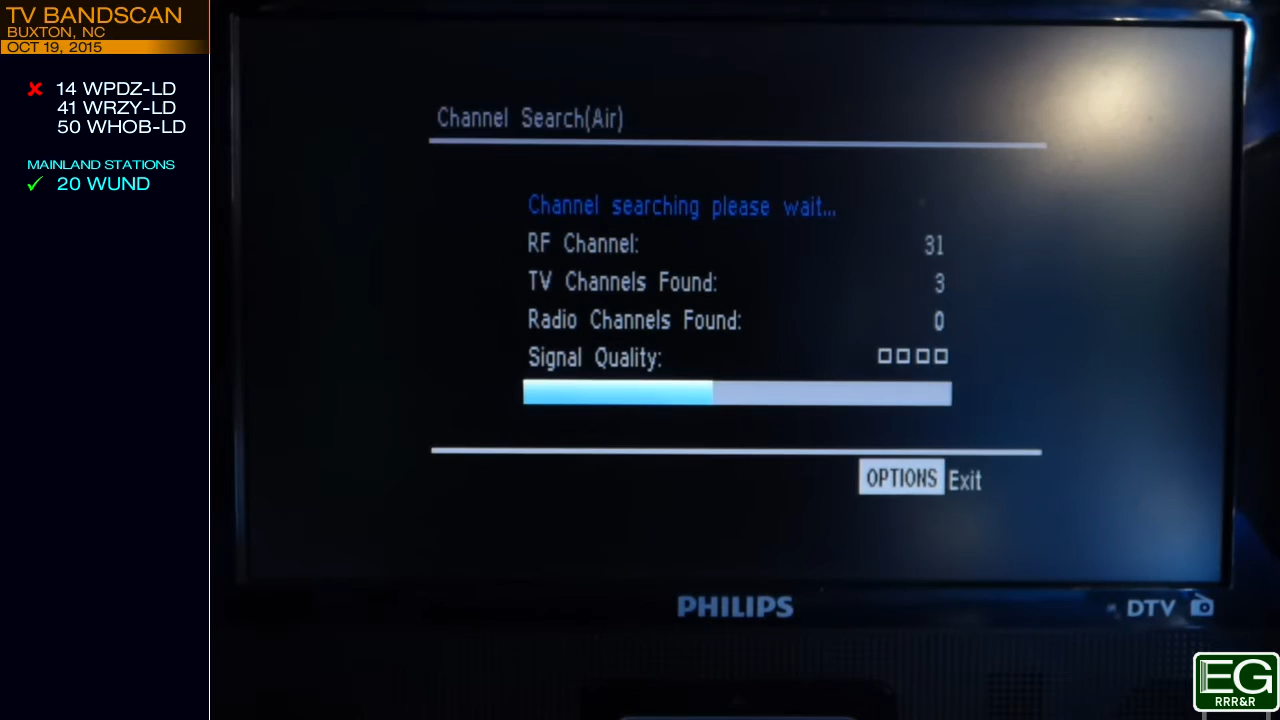 TV BANDSCAN
BUXTON, NC
OCT 19, 2015
14 WPDZ-LD
41 WRZY-LD
50 WHOB-LD
MAINLAND STATIONS
20 WUND
Channel Search(Air)
Channel searching please wait...
RF Channel: 31
TV Channels Found: 3
Radio Channels Found: 0
Signal Quality:
OPTIONS Exit
PHILIPS
DTV
EG
RRR&R